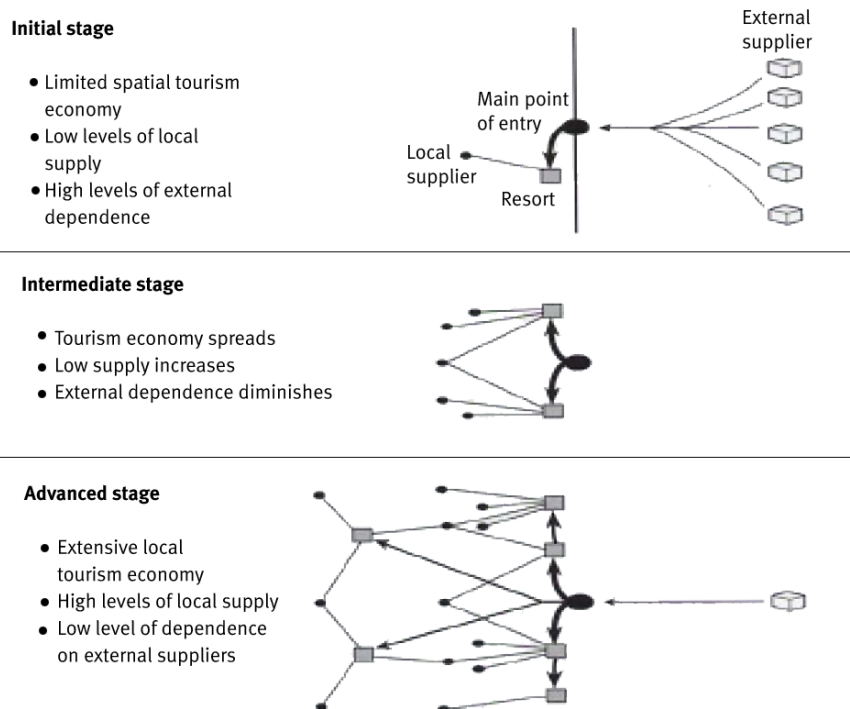 Initial stage
● Limited spatial tourism
economy
● Low levels of local
supply
● High levels of external
dependence
External
supplier
Main point
of entry
Local
supplier
Resort
Intermediate stage
● Tourism economy spreads
● Low supply increases
● External dependence diminishes
Advanced stage
● Extensive local
tourism economy
● High levels of local supply
● Low level of dependence
on external suppliers